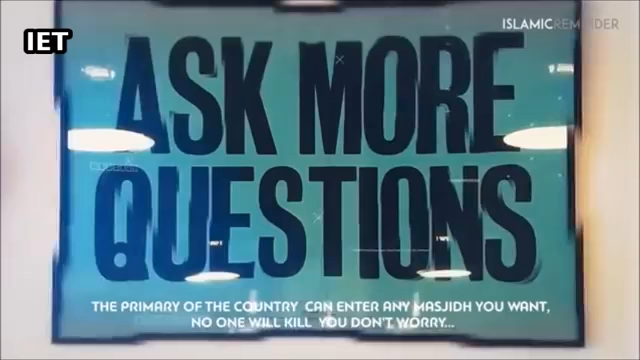 IET
ISLAMICREMINDER
ASK MORE
QUESTIONS
THE PRIMARY OF THE COUNTRY CAN ENTER ANY MASJIDH YOU WANT,
NO ONE WILL KILL YOU DON'T WORRY...